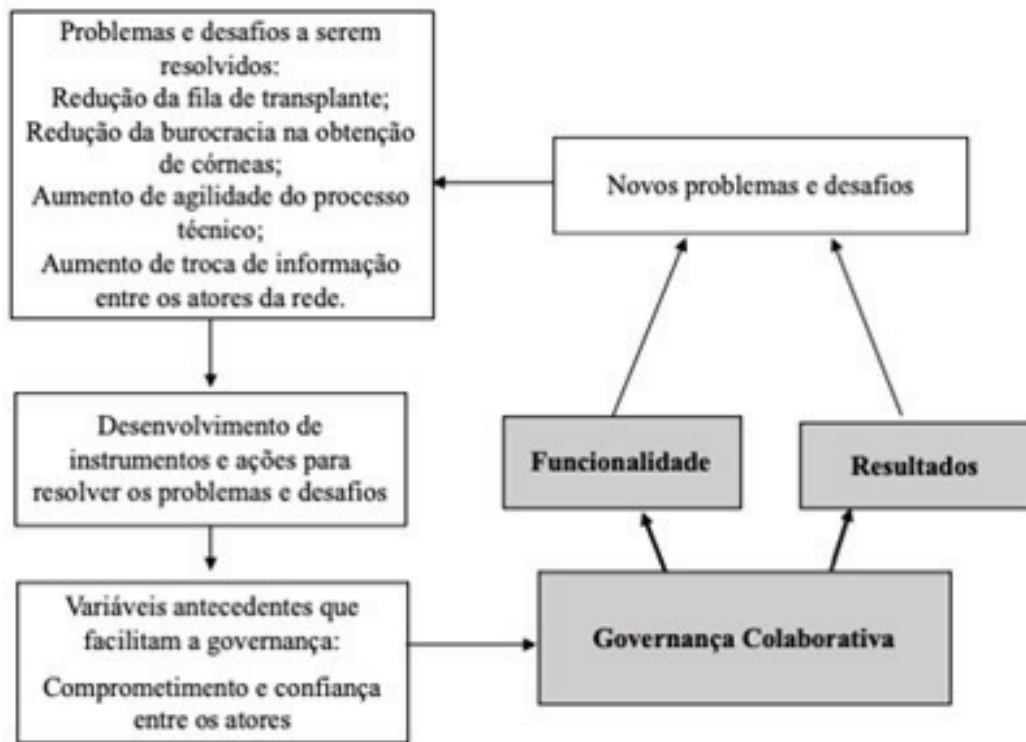 Problemas e desafios a serem
resolvidos:
Redução da fila de transplante;
Redução da burocracia na obtenção
de córneas;
Aumento de agilidade do processo
técnico;
Aumento de troca de informação
entre os atores da rede.
Novos problemas e desafios
Desenvolvimento de
instrumentos e ações para
resolver os problemas e desafios
Funcionalidade
Resultados
Variáveis antecedentes que
facilitam a governança:
Comprometimento e confiança
entre os atores
Governança Colaborativa